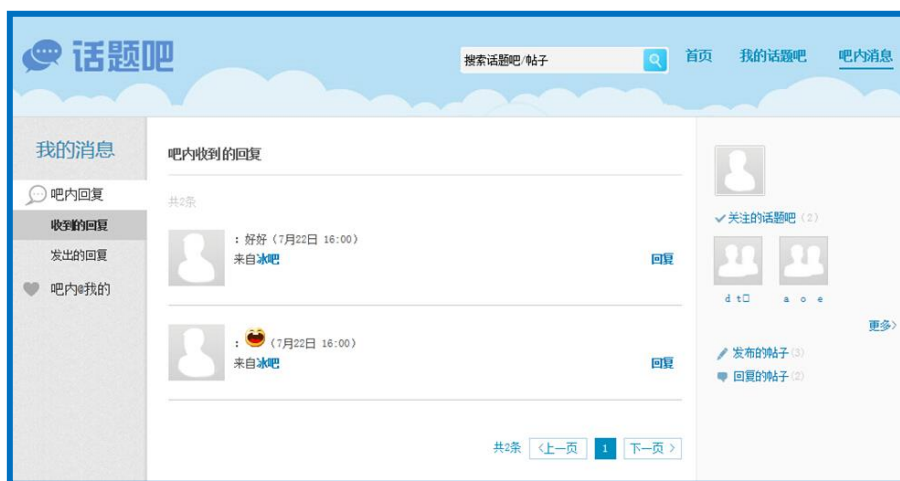 话题吧
搜索话题吧/帖子
首页 我的话题吧 吧内消息
我的消息
吧内回复
收到的回复
发出的回复
吧内@我的
吧内收到的回复
共2条
：好好（7月22日 16:00）
来自冰吧
回复
：（7月22日 16:00）
来自冰吧
回复
共2条 〈上一页 1 下一页〉
关注的话题吧（2）
d t□ a o e
更多〉
发布的帖子(3)
回复的帖子(2)